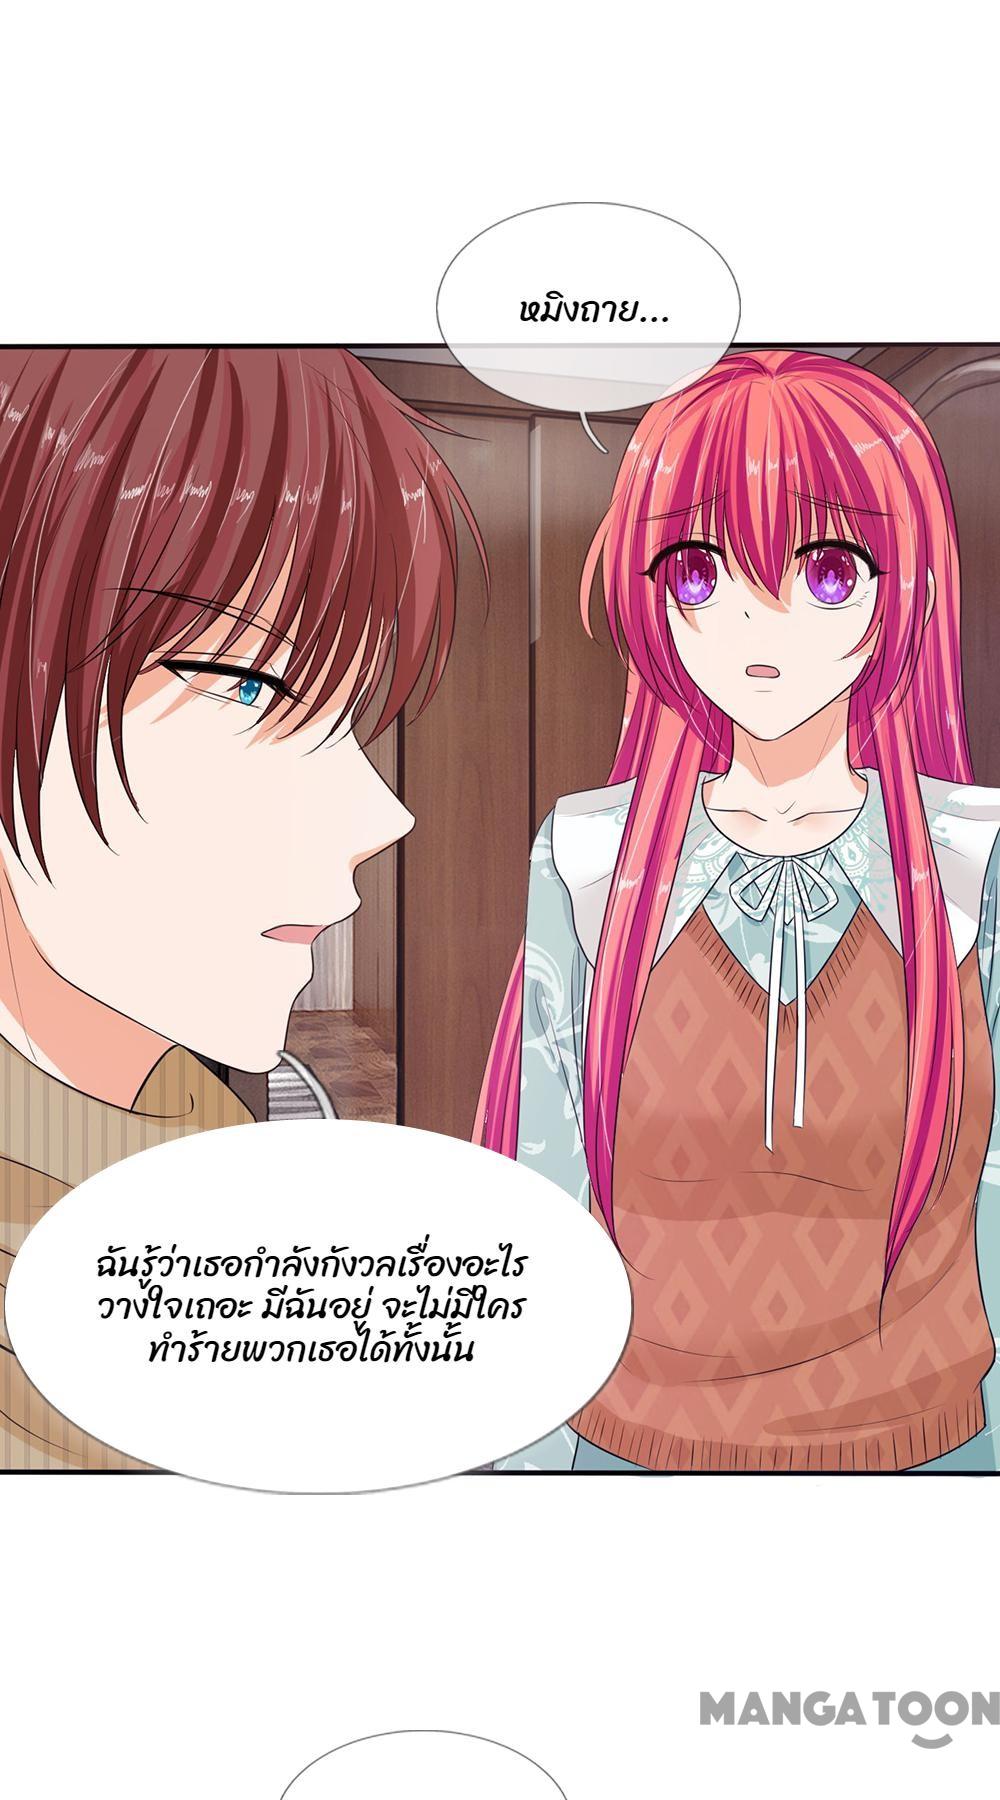 หมิงถาย...
ฉันรู้ว่าเธอกำลังกังวลเรื่องอะไร
วางใจเถอะ มีฉันอยู่ จะไม่มีใคร
ทำร้ายพวกเธอได้ทั้งนั้น
MANGATOON